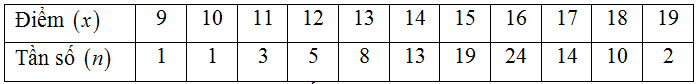 Điểm (x) 9 10 11 12 13 14 15 16 17 18 19
Tần số (n) 1 1 3 5 8 13 19 24 14 10 2